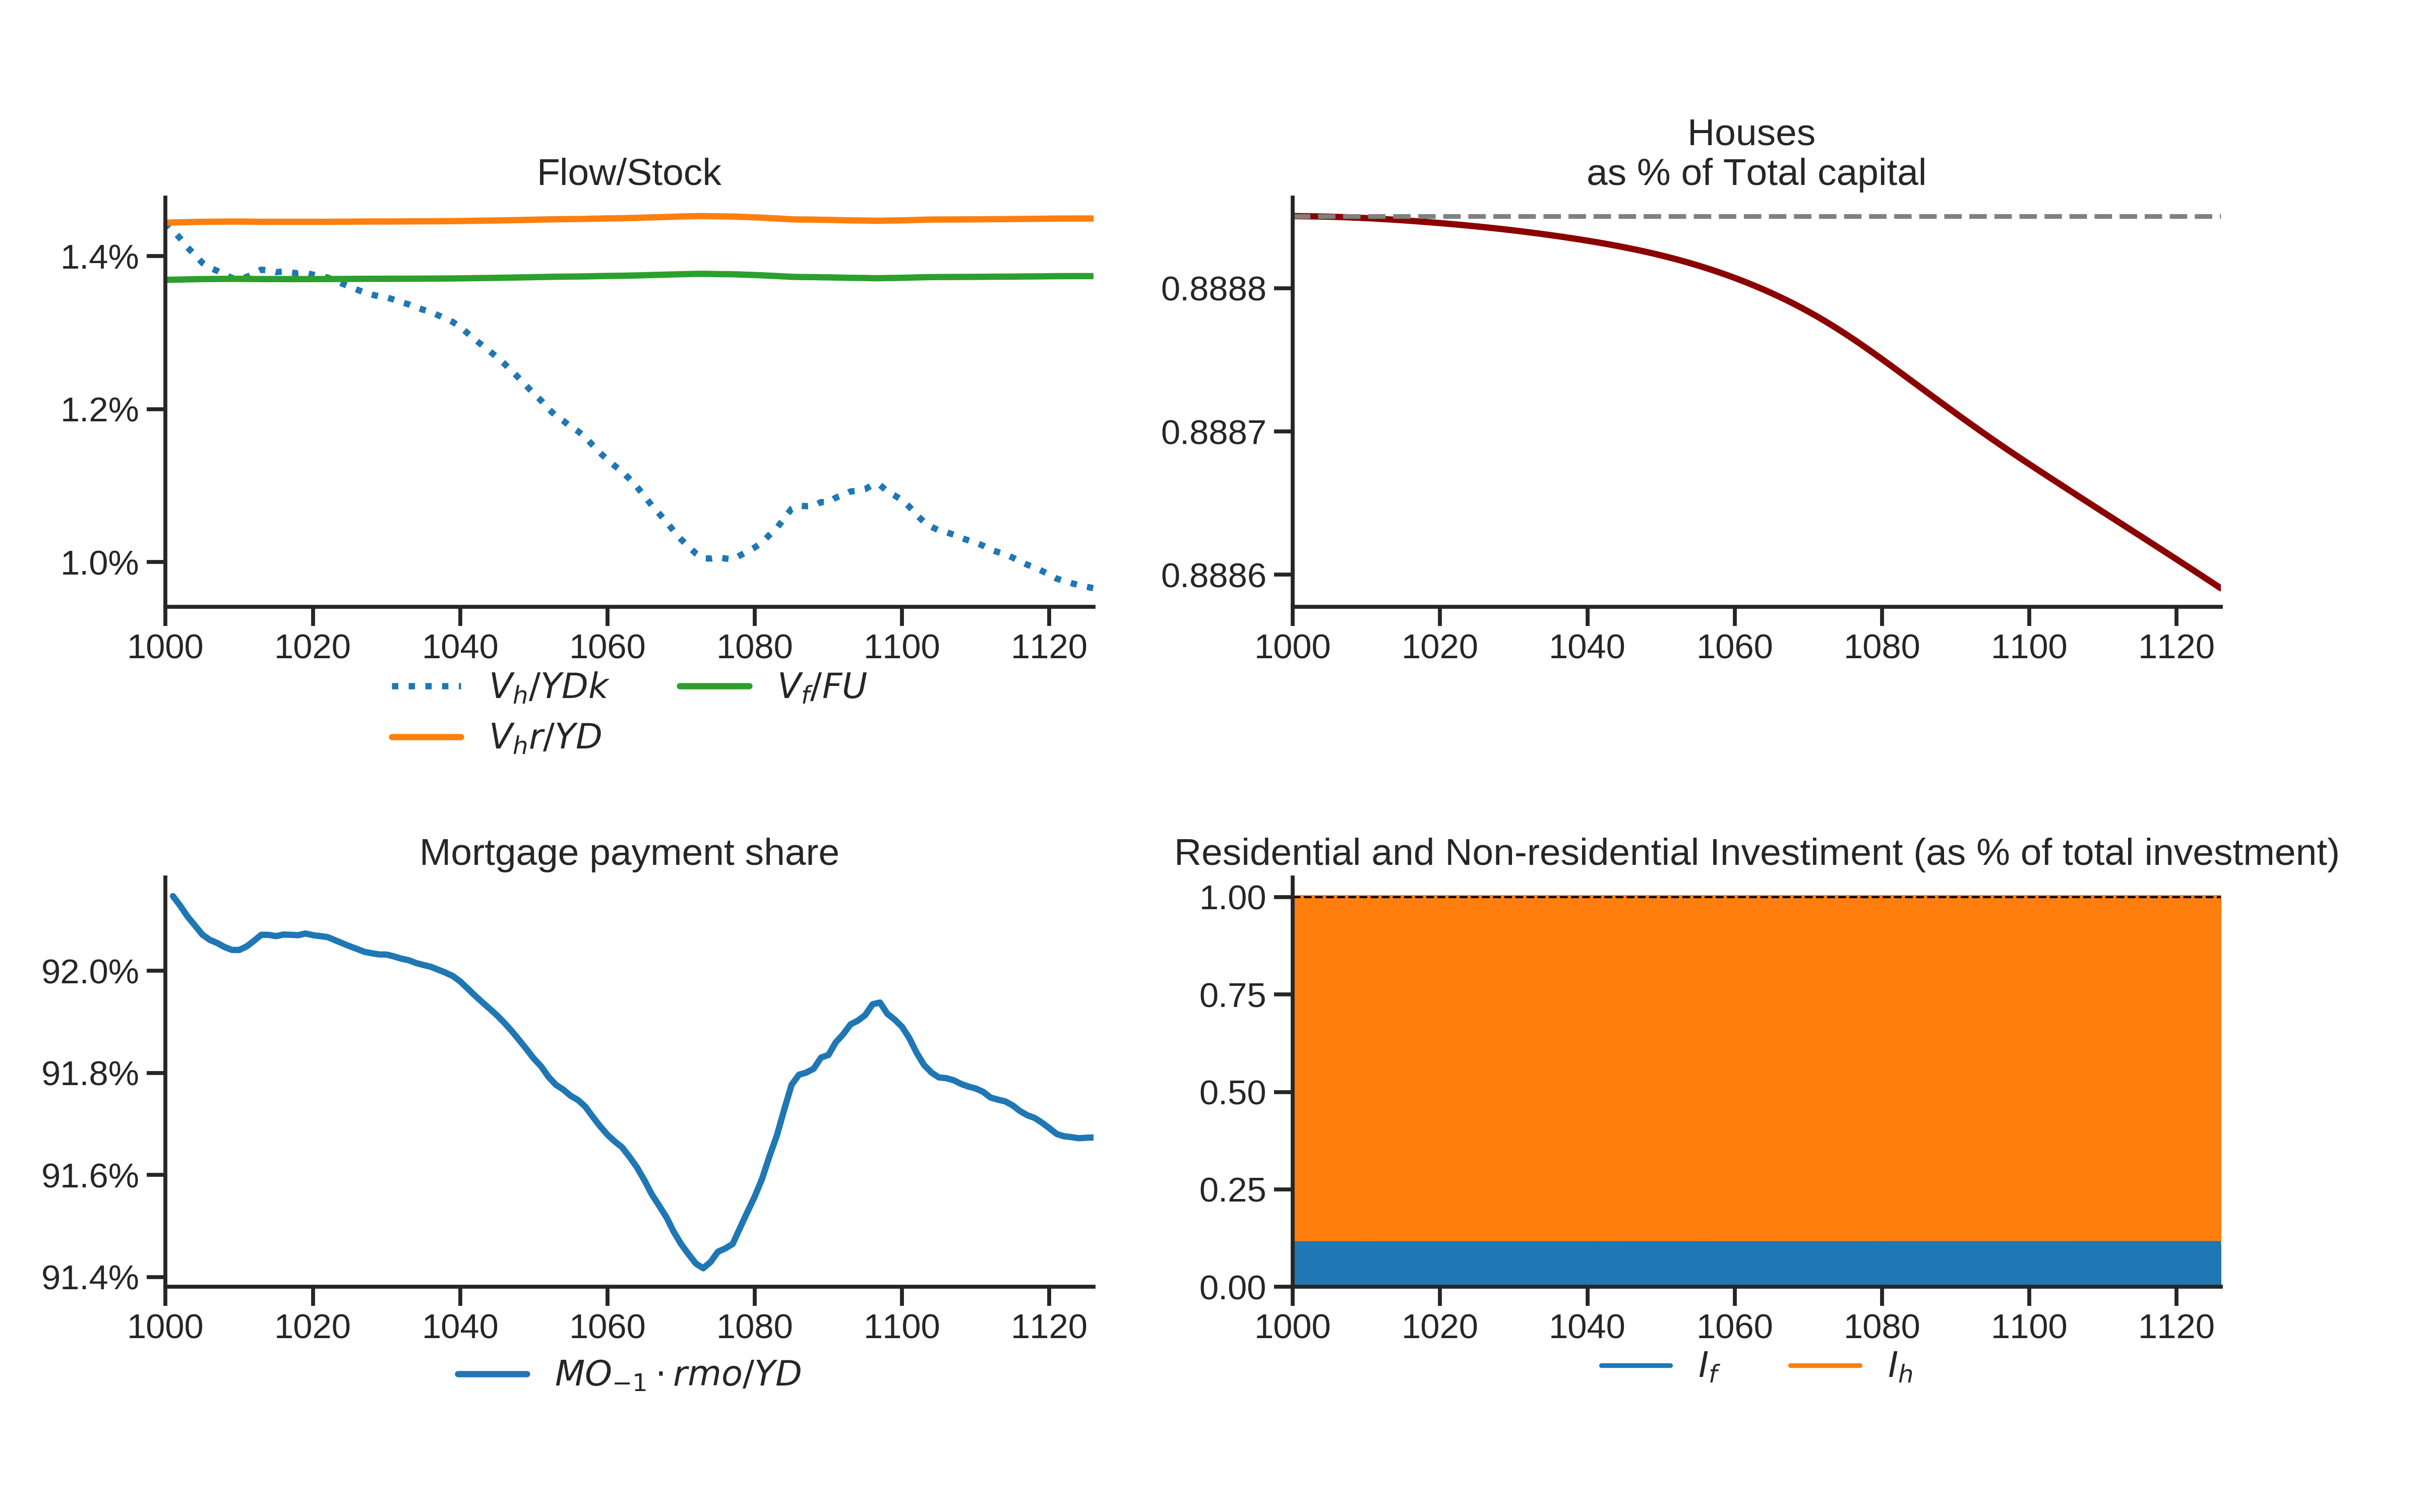 Flow/Stock
1.4%
1.2%
1.0%
1000 1020 1040 1060 1080 1100 1120
V_h/YDk V_f/FU
V_hr/YD
Houses
as % of Total capital
0.8888
0.8887
0.8886
1000 1020 1040 1060 1080 1100 1120
Mortgage payment share
92.0%
91.8%
91.6%
91.4%
1000 1020 1040 1060 1080 1100 1120
MO_{−1} · rmo/YD
Residential and Non-residential Investiment (as % of total investment)
1.00
0.75
0.50
0.25
0.00
1000 1020 1040 1060 1080 1100 1120
I_f I_h